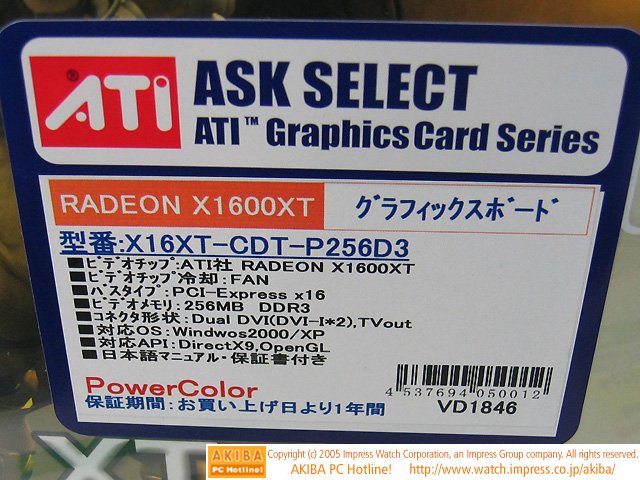 ATI
®
ASK SELECT
ATI™ Graphics Card Series
RADEON X1600XT
グラフィックスボード
型番:X16XT-CDT-P256D3
■ビデオチップ:ATI社 RADEON X1600XT
■ビデオチップ冷却:FAN
■バスタイプ:PCI-Express x16
■ビデオメモリ:256MB DDR3
■コネクタ形状:Dual DVI(DVI-I*2),TVout
■対応OS:Windwos2000/XP
■対応API:DirectX9,OpenGL
■日本語マニュアル・保証書付き
PowerColor
保証期間:お買い上げ日より1年間
4 537694 050012
VD1846
XT
AKIBA
PC Hotline!
Copyright (c) 2005 Impress Watch Corporation, an Impress Group company. All rights reserved.
AKIBA PC Hotline! http://www.watch.impress.co.jp/akiba/